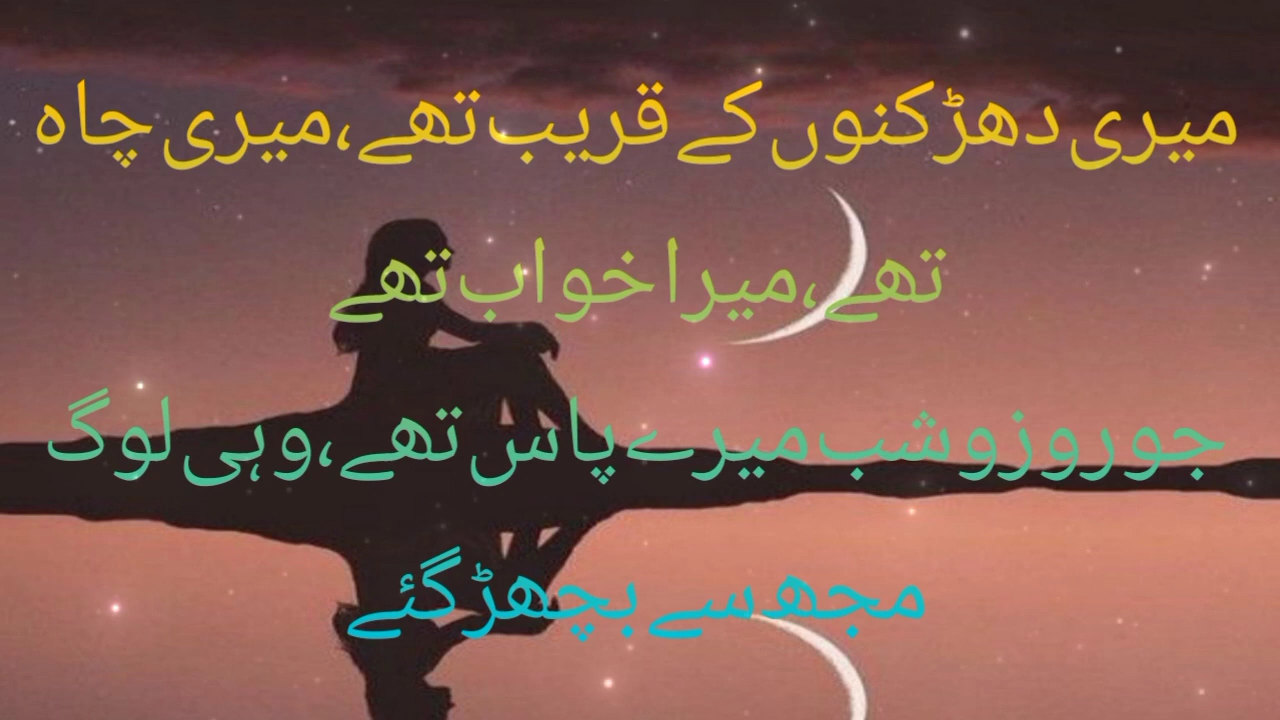 میری دھڑکنوں کے قریب تھے،میری چاہ
تھے،میرا خواب تھے
جو روز و شب میرے پاس تھے،وہی لوگ
مجھ سے بچھڑ گئے